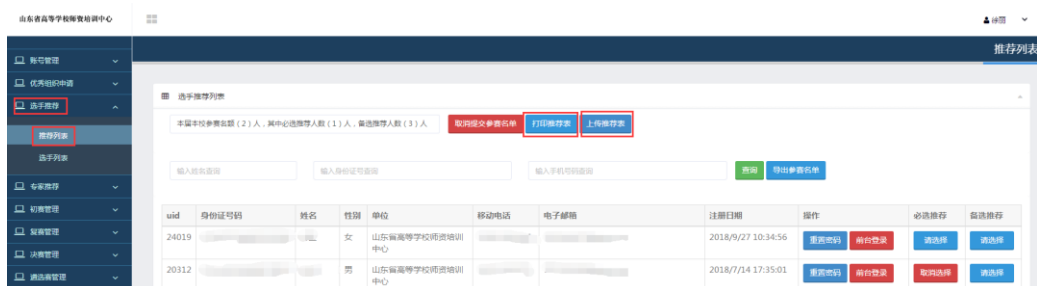 山东省高等学校师资培训中心
推荐列表
账号管理
优秀组织申请
选手推荐
推荐列表
选手列表
专家推荐
初赛管理
复赛管理
决赛管理
遴选赛管理
选手推荐列表
本届本校参赛名额（2）人，其中必选推荐人数（1）人，备选推荐人数（3）人 取消提交参赛名单 打印推荐表 上传推荐表
输入姓名查询 输入身份证号查询 输入手机号码查询 查询 导出参赛名单
uid 身份证号码 姓名 性别 单位 移动电话 电子邮箱 注册日期 操作 必选推荐 备选推荐
24019 女 山东省高等学校师资培训 2018/9/27 10:34:56 重置密码 前台登录 请选择 请选择
中心
20312 男 山东省高等学校师资培训 2018/7/14 17:35:01 重置密码 前台登录 取消选择 请选择
中心